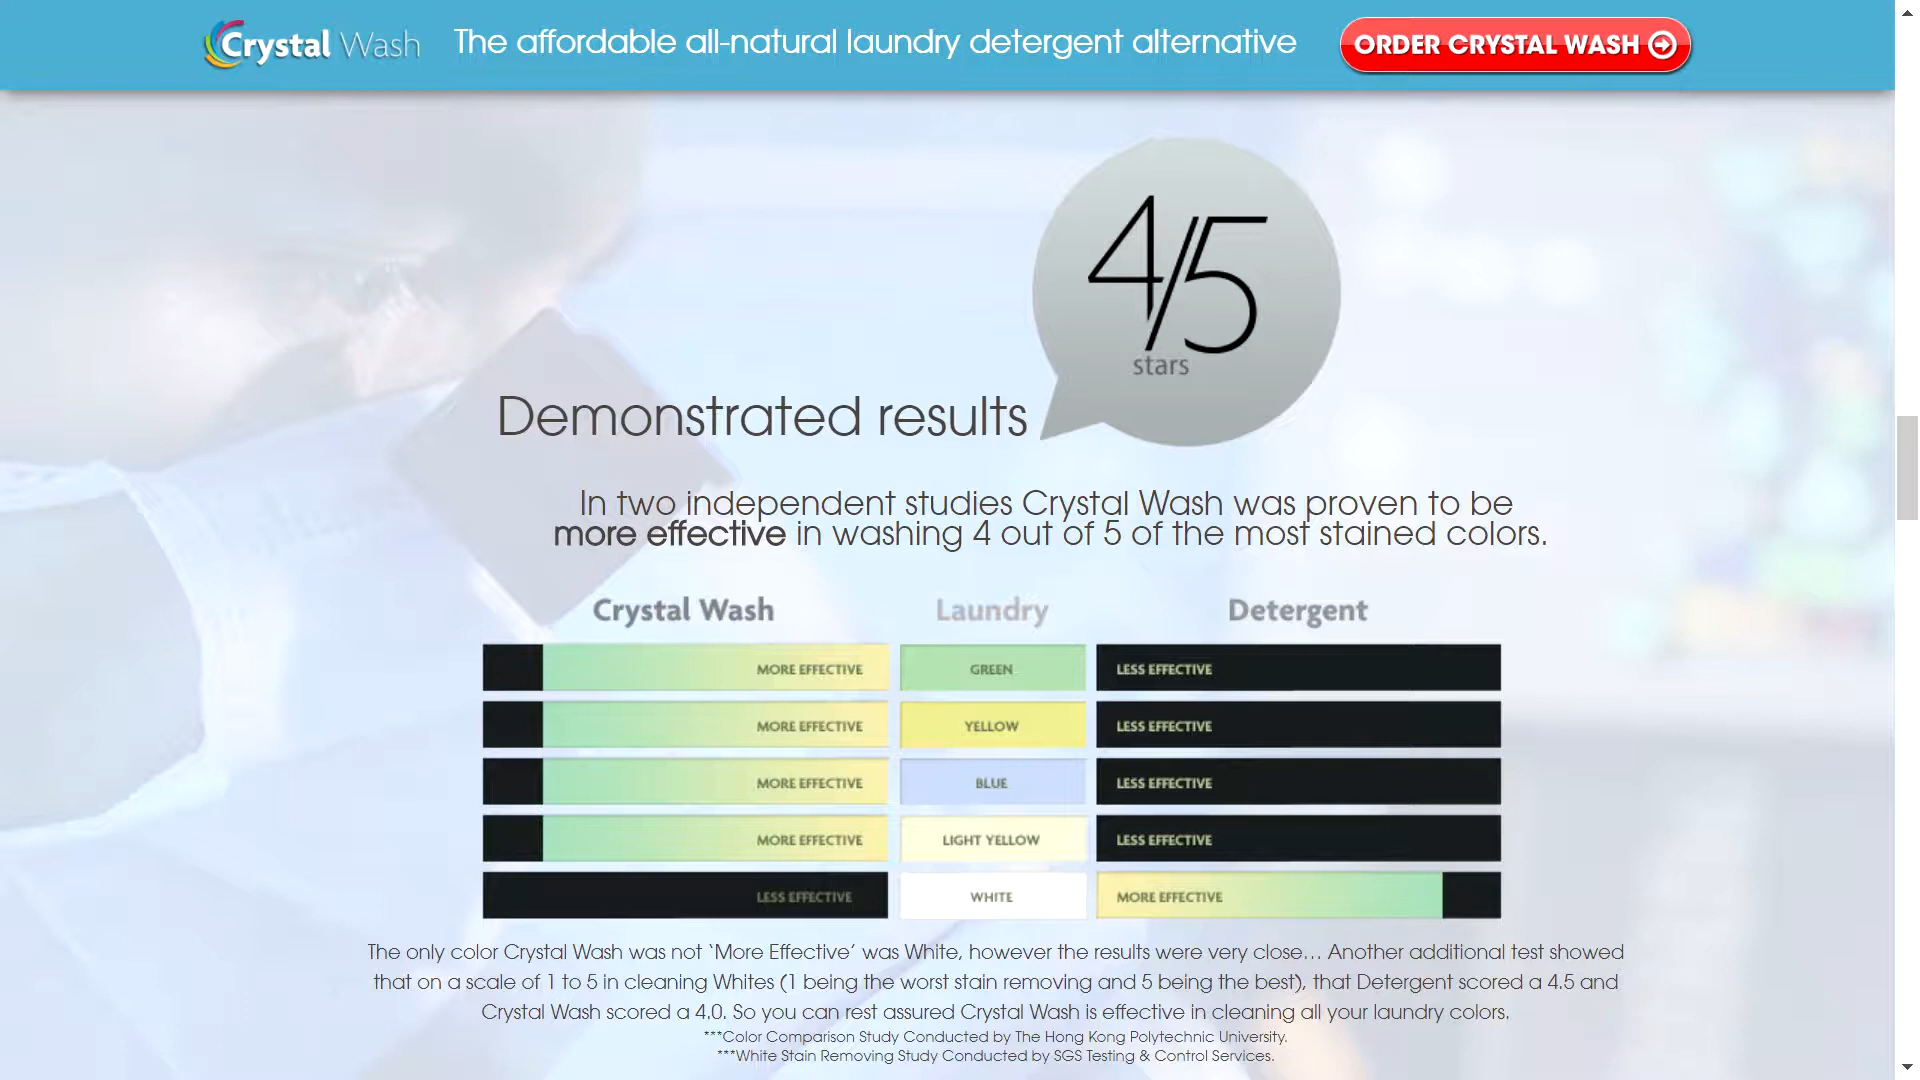 Crystal Wash The affordable all-natural laundry detergent alternative ORDER CRYSTAL WASH
4/5
stars
Demonstrated results
In two independent studies Crystal Wash was proven to be
more effective in washing 4 out of 5 of the most stained colors.
Crystal Wash Laundry Detergent
MORE EFFECTIVE GREEN LESS EFFECTIVE
MORE EFFECTIVE YELLOW LESS EFFECTIVE
MORE EFFECTIVE BLUE LESS EFFECTIVE
MORE EFFECTIVE LIGHT YELLOW LESS EFFECTIVE
LESS EFFECTIVE WHITE MORE EFFECTIVE
The only color Crystal Wash was not ‘More Effective’ was White, however the results were very close... Another additional test showed
that on a scale of 1 to 5 in cleaning Whites (1 being the worst stain removing and 5 being the best), that Detergent scored a 4.5 and
Crystal Wash scored a 4.0. So you can rest assured Crystal Wash is effective in cleaning all your laundry colors.
***Color Comparison Study Conducted by The Hong Kong Polytechnic University.
***White Stain Removing Study Conducted by SGS Testing & Control Services.